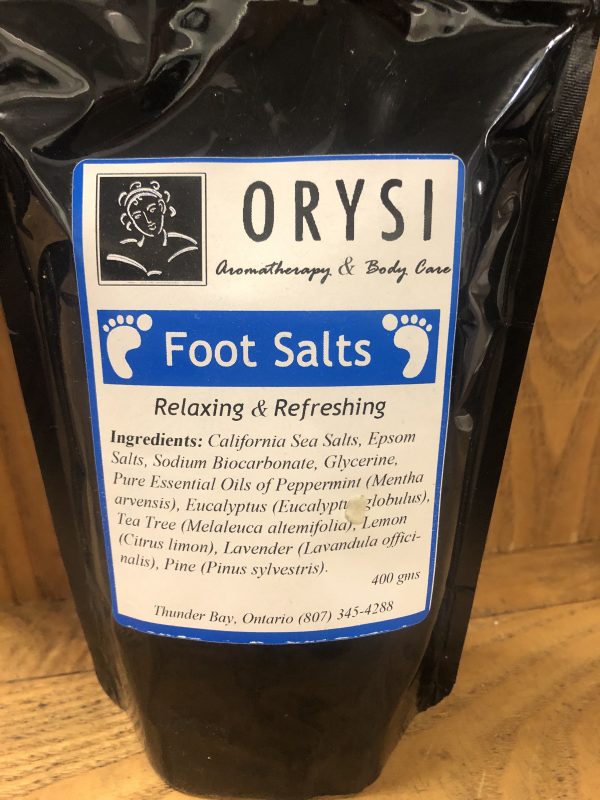 ORYSI
Aromatherapy & Body Care
Foot Salts
Relaxing & Refreshing
Ingredients: California Sea Salts, Epsom
Salts, Sodium Biocarbonate, Glycerine,
Pure Essential Oils of Peppermint (Mentha
arvensis), Eucalyptus (Eucalyptus globulus),
Tea Tree (Melaleuca altemifolia), Lemon
(Citrus limon), Lavender (Lavandula offici-
nalis), Pine (Pinus sylvestris).
400 gms
Thunder Bay, Ontario (807) 345-4288